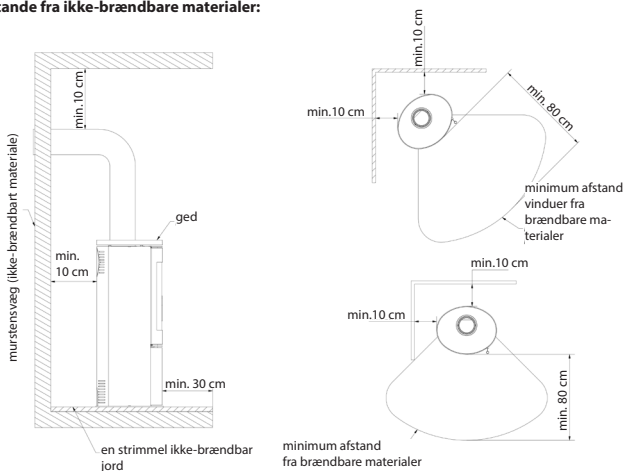 tande fra ikke-brændbare materialer:
min.10 cm
murstensvæg (ikke-brændbart materiale)
ged
min.
10 cm
min. 30 cm
en strimmel ikke-brændbar
jord
min.10 cm
min.10 cm
min. 80 cm
minimum afstand
vinduer fra
brændbare ma-
terialer
min.10 cm
min.10 cm
min. 80 cm
minimum afstand
fra brændbare materialer